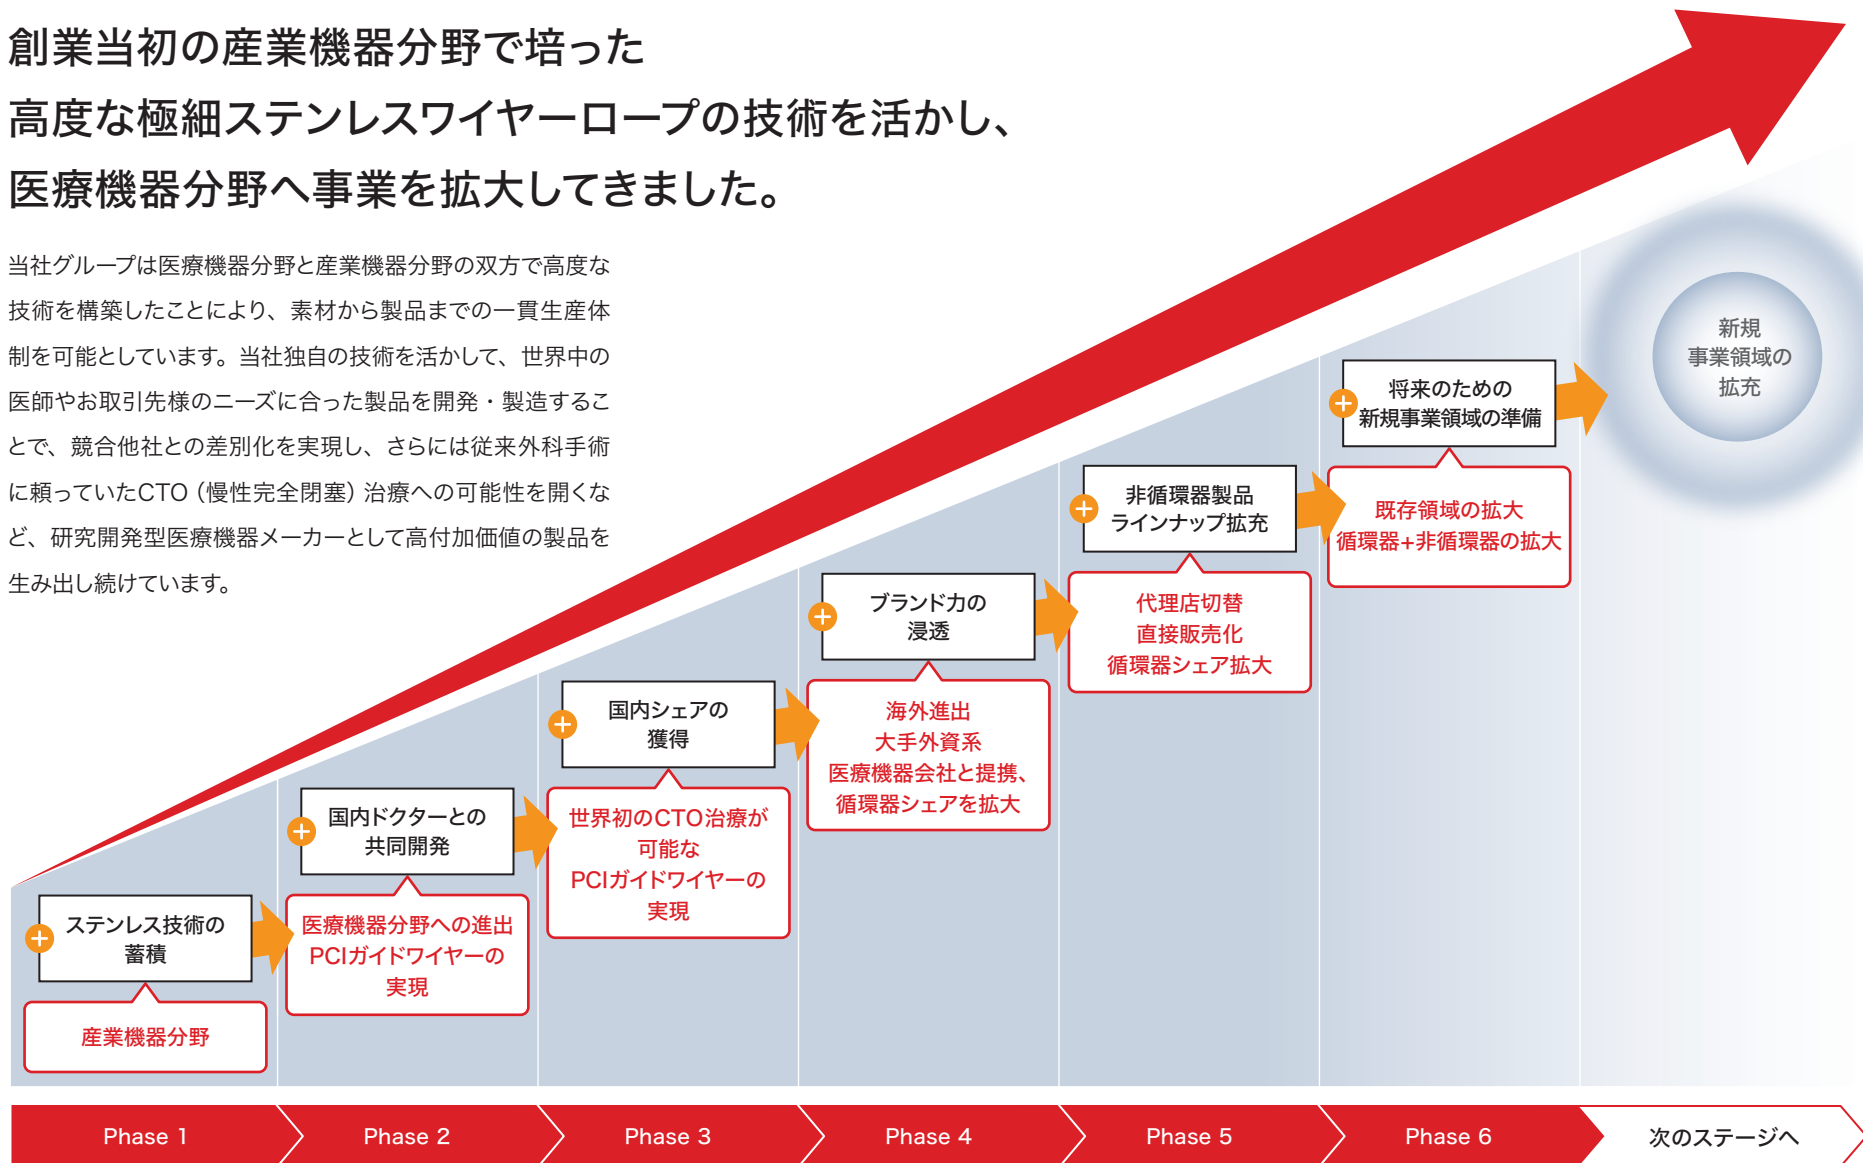 創業当初の産業機器分野で培った
高度な極細ステンレスワイヤーロープの技術を活かし、
医療機器分野へ事業を拡大してきました。
当社グループは医療機器分野と産業機器分野の双方で高度な
技術を構築したことにより、素材から製品までの一貫生産体
制を可能としています。当社独自の技術を活かして、世界中の
医師やお取引先様のニーズに合った製品を開発・製造するこ
とで、競合他社との差別化を実現し、さらには従来外科手術
に頼っていたCTO（慢性完全閉塞）治療への可能性を開くな
ど、研究開発型医療機器メーカーとして高付加価値の製品を
生み出し続けています。
ステンレス技術の
蓄積
産業機器分野
国内ドクターとの
共同開発
医療機器分野への進出
PCIガイドワイヤーの
実現
国内シェアの
獲得
世界初のCTO治療が
可能な
PCIガイドワイヤーの
実現
ブランド力の
浸透
海外進出
大手外資系
医療機器会社と提携、
循環器シェアを拡大
非循環器製品
ラインナップ拡充
代理店切替
直接販売化
循環器シェア拡大
将来のための
新規事業領域の準備
既存領域の拡大
循環器+非循環器の拡大
新規
事業領域の
拡充
Phase 1
Phase 2
Phase 3
Phase 4
Phase 5
Phase 6
次のステージへ